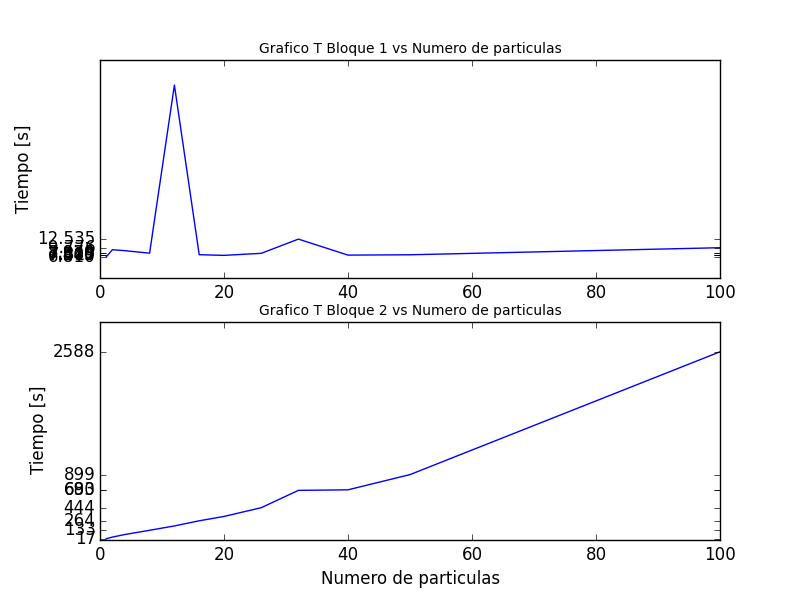 Grafico T Bloque 1 vs Numero de particulas
Tiempo [s]
12.535
0 20 40 60 80 100
Grafico T Bloque 2 vs Numero de particulas
Tiempo [s]
2588
899
444
264
133
17
0 20 40 60 80 100
Numero de particulas